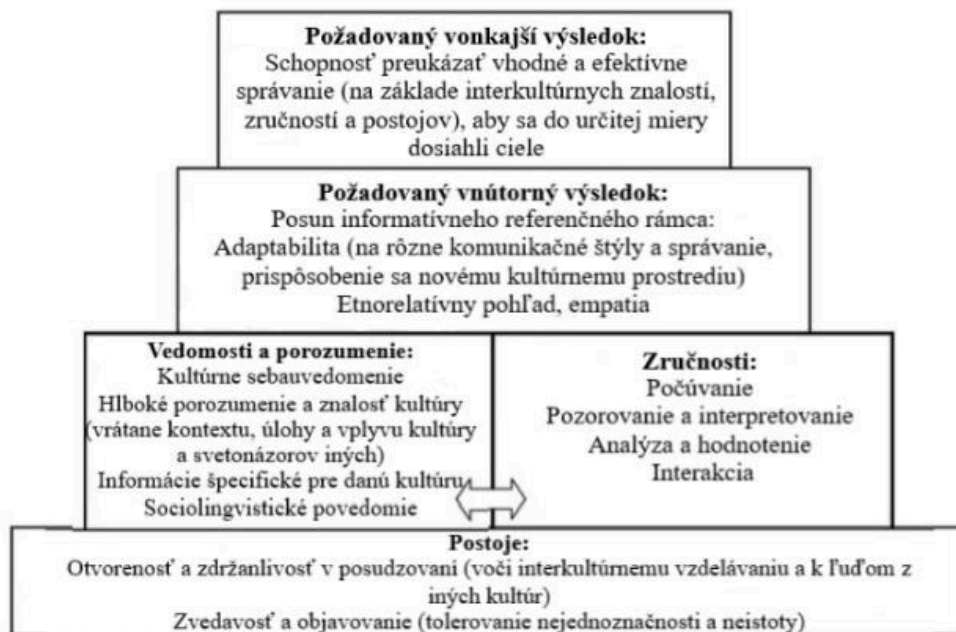 Požadovaný vonkajší výsledok:
Schopnosť preukázať vhodné a efektívne
správanie (na základe interkultúrnych znalostí,
zručností a postojov), aby sa do určitej miery
dosiahli ciele
Požadovaný vnútorný výsledok:
Posun informatívneho referenčného rámca:
Adaptabilita (na rôzne komunikačné štýly a správanie,
prispôsobenie sa novému kultúrnemu prostrediu)
Etnorelatívny pohľad, empatia
Vedomosti a porozumenie:
Kultúrne sebauvedomenie
Hlboké porozumenie a znalosť kultúry
(vrátane kontextu, úlohy a vplyvu kultúry
a svetonázorov iných)
Informácie špecifické pre danú kultúru
Sociolingvistické povedomie
Zručnosti:
Počúvanie
Pozorovanie a interpretovanie
Analýza a hodnotenie
Interakcia
Postoje:
Otvorenosť a zdržanlivosť v posudzovaní (voči interkultúrnemu vzdelávaniu a k ľuďom z
iných kultúr)
Zvedavosť a objavovanie (tolerovanie nejednoznačnosti a neistoty)